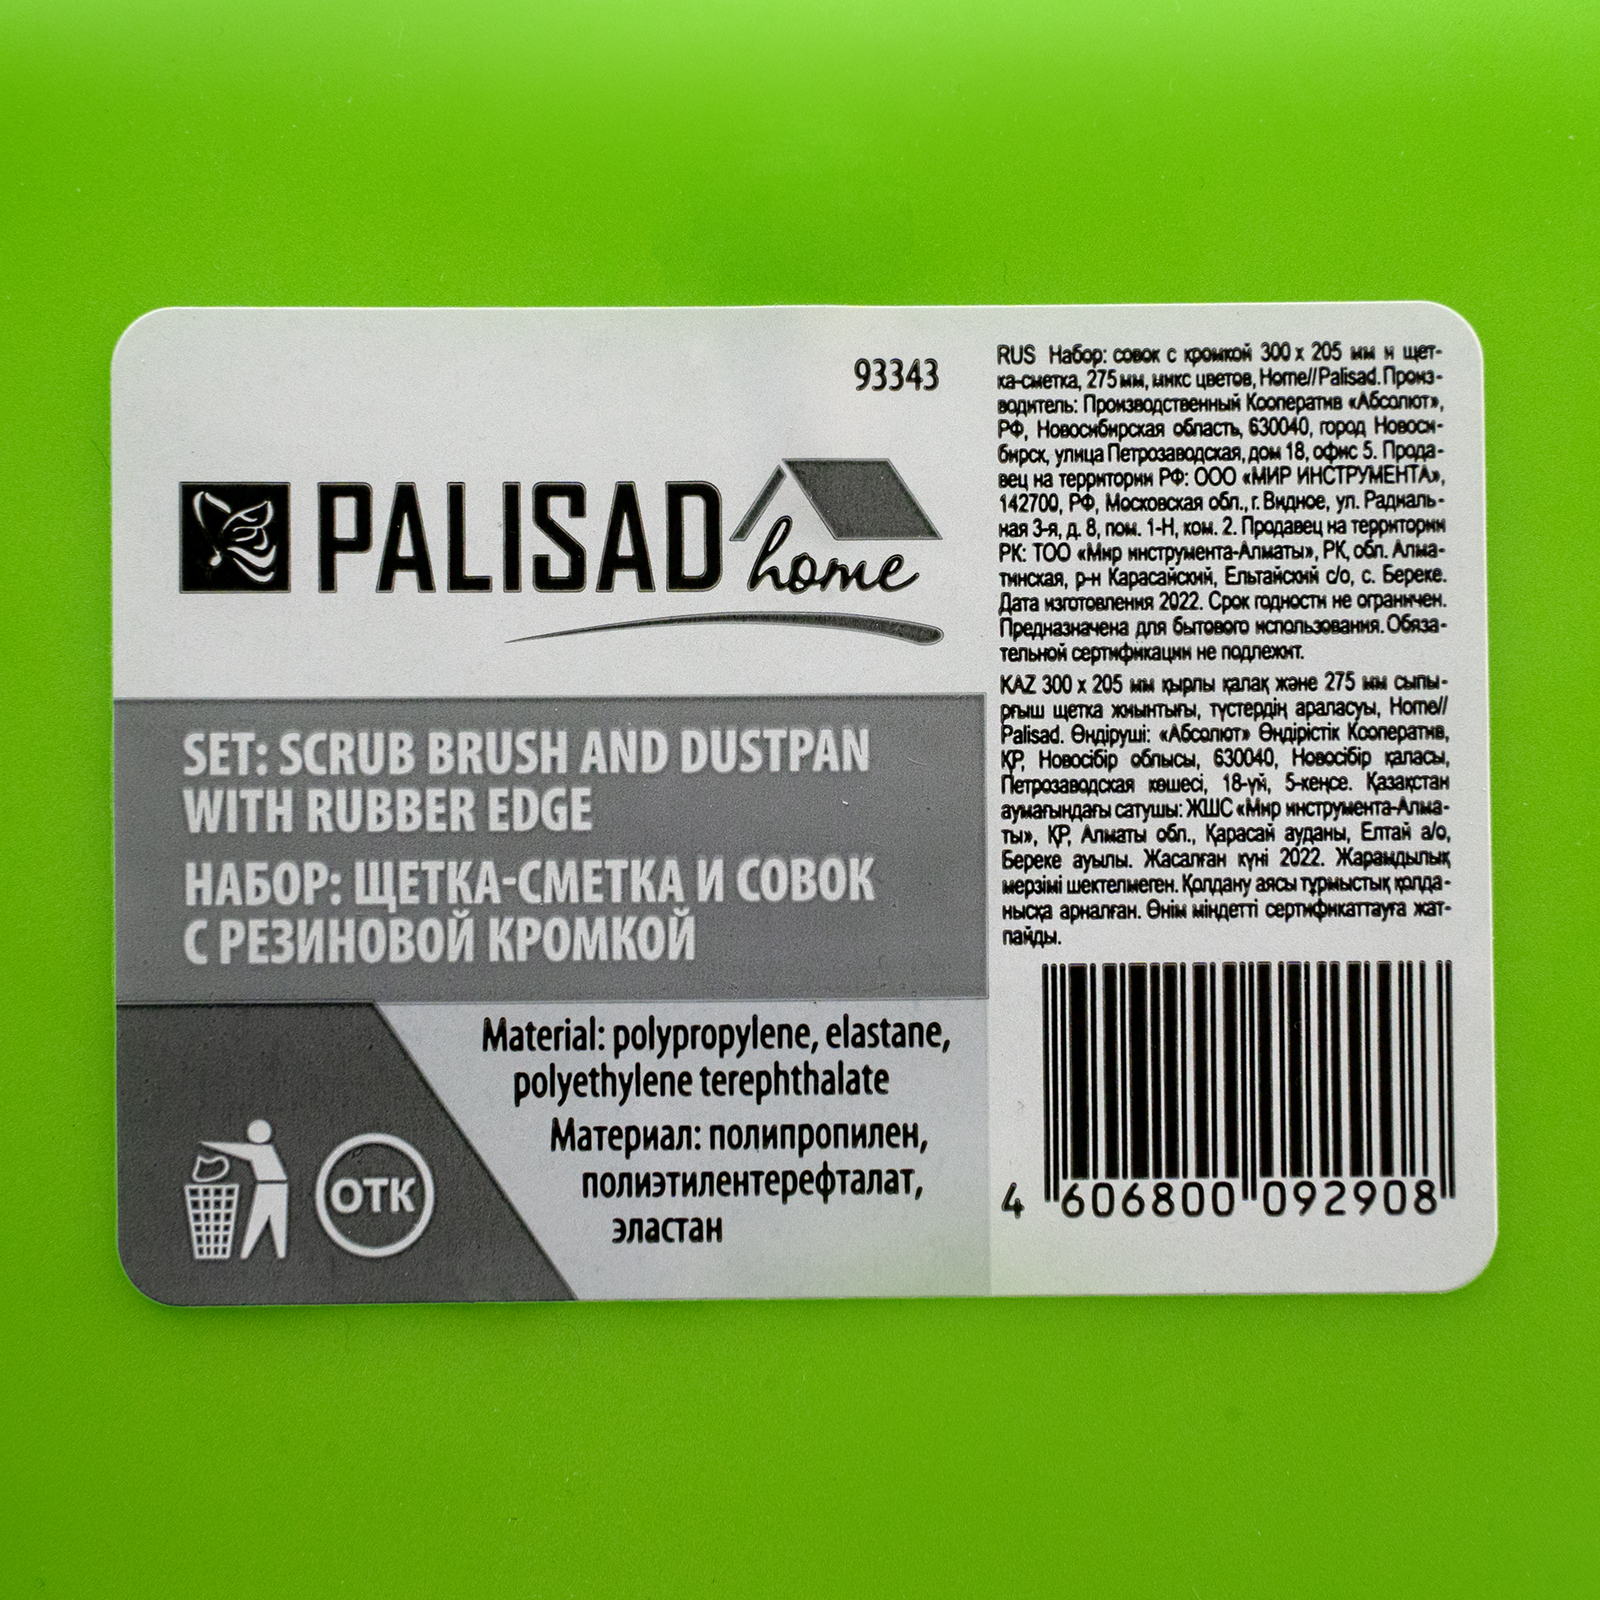 93343
PALISAD
home
SET: SCRUB BRUSH AND DUSTPAN
WITH RUBBER EDGE
НАБОР: ЩЕТКА-СМЕТКА И СОВОК
С РЕЗИНОВОЙ КРОМКОЙ
ОТК
Material: polypropylene, elastane,
polyethylene terephthalate
Материал: полипропилен,
полиэтилентерефталат,
эластан
RUS Набор: совок с кромкой 300 x 205 мм и щет-
ка-сметка, 275 мм, микс цветов, Home//Palisad. Произ-
водитель: Производственный Кооператив «Абсолют»,
РФ, Новосибирская область, 630040, город Новоси-
бирск, улица Петрозаводская, дом 18, офис 5. Прода-
вец на территории РФ: ООО «МИР ИНСТРУМЕНТА»,
142700, РФ, Московская обл., г. Видное, ул. Радиаль-
ная 3-я, д. 8, пом. 1-Н, ком. 2. Продавец на территории
РК: ТОО «Мир инструмента-Алматы», РК, обл. Алма-
тинская, р-н Карасайский, Ельтайский с/о, с. Береке.
Дата изготовления 2022. Срок годности не ограничен.
Предназначена для бытового использования. Обяза-
тельной сертификации не подлежит.
KAZ 300 x 205 мм қырлы қалақ және 275 мм сыпы-
рғыш щетка жиынтығы, түстердің араласуы, Home//
Palisad. Өндіруші: «Абсолют» Өндірістік Кооператив,
ҚР, Новосібір облысы, 630040, Новосібір қаласы,
Петрозаводская көшесі, 18-үй, 5-кеңсе. Қазақстан
аумағындағы сатушы: ЖШС «Мир инструмента-Алма-
ты», ҚР, Алматы обл., Қарасай ауданы, Елтай а/о,
Береке ауылы. Жасалған күні 2022. Жарамдылық
мерзімі шектелмеген. Қолдану аясы тұрмыстық қолда-
нысқа арналған. Өнім міндетті сертификаттауға жат-
пайды.
4 606800 092908